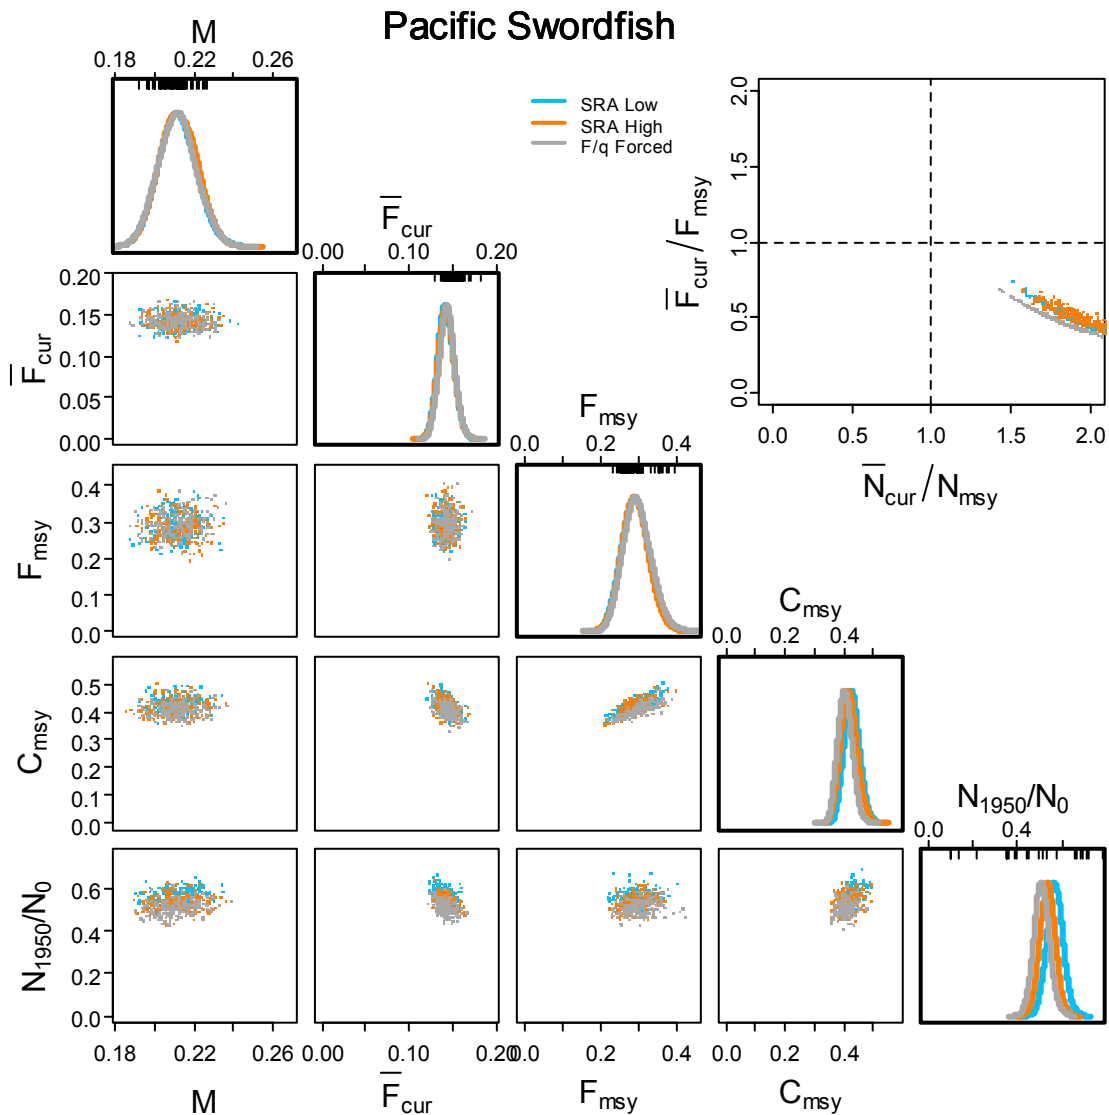 Pacific Swordfish
M
0.18 0.22 0.26
SRA Low
SRA High
F/q Forced
F̅cur
0.00 0.10 0.20
F̅cur / Fmsy
0.0 0.5 1.0 1.5 2.0
0.0 0.5 1.0 1.5 2.0
N̅cur / Nmsy
F̅cur
0.00 0.05 0.10 0.15 0.20
Fmsy
0.0 0.2 0.4
Fmsy
0.0 0.1 0.2 0.3 0.4
Cmsy
0.0 0.2 0.4
Cmsy
0.0 0.1 0.2 0.3 0.4 0.5
N1950/N0
0.0 0.4
N1950/N0
0.0 0.2 0.4 0.6
0.18 0.22 0.26
0.00 0.10 0.20
0.0 0.2 0.4
0.0 0.2 0.4
M
F̅cur
Fmsy
Cmsy